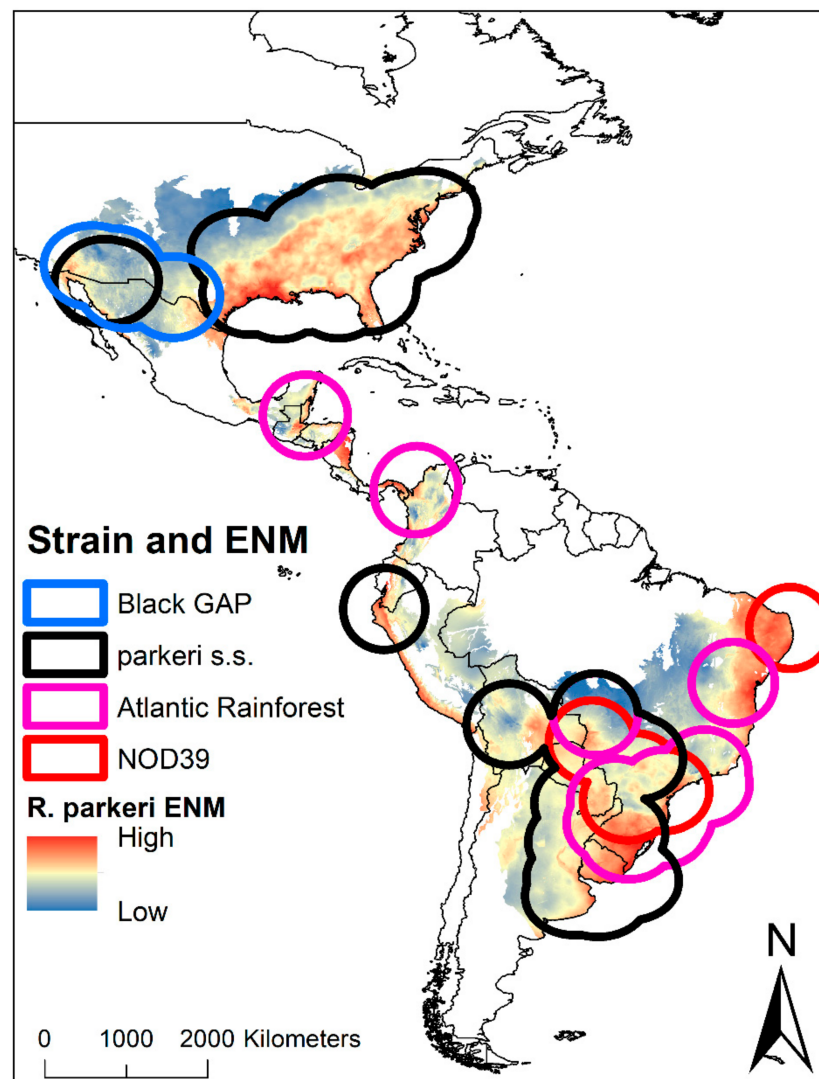 Strain and ENM
Black GAP
parkeri s.s.
Atlantic Rainforest
NOD39
R. parkeri ENM
High
Low
N
0 1000 2000 Kilometers